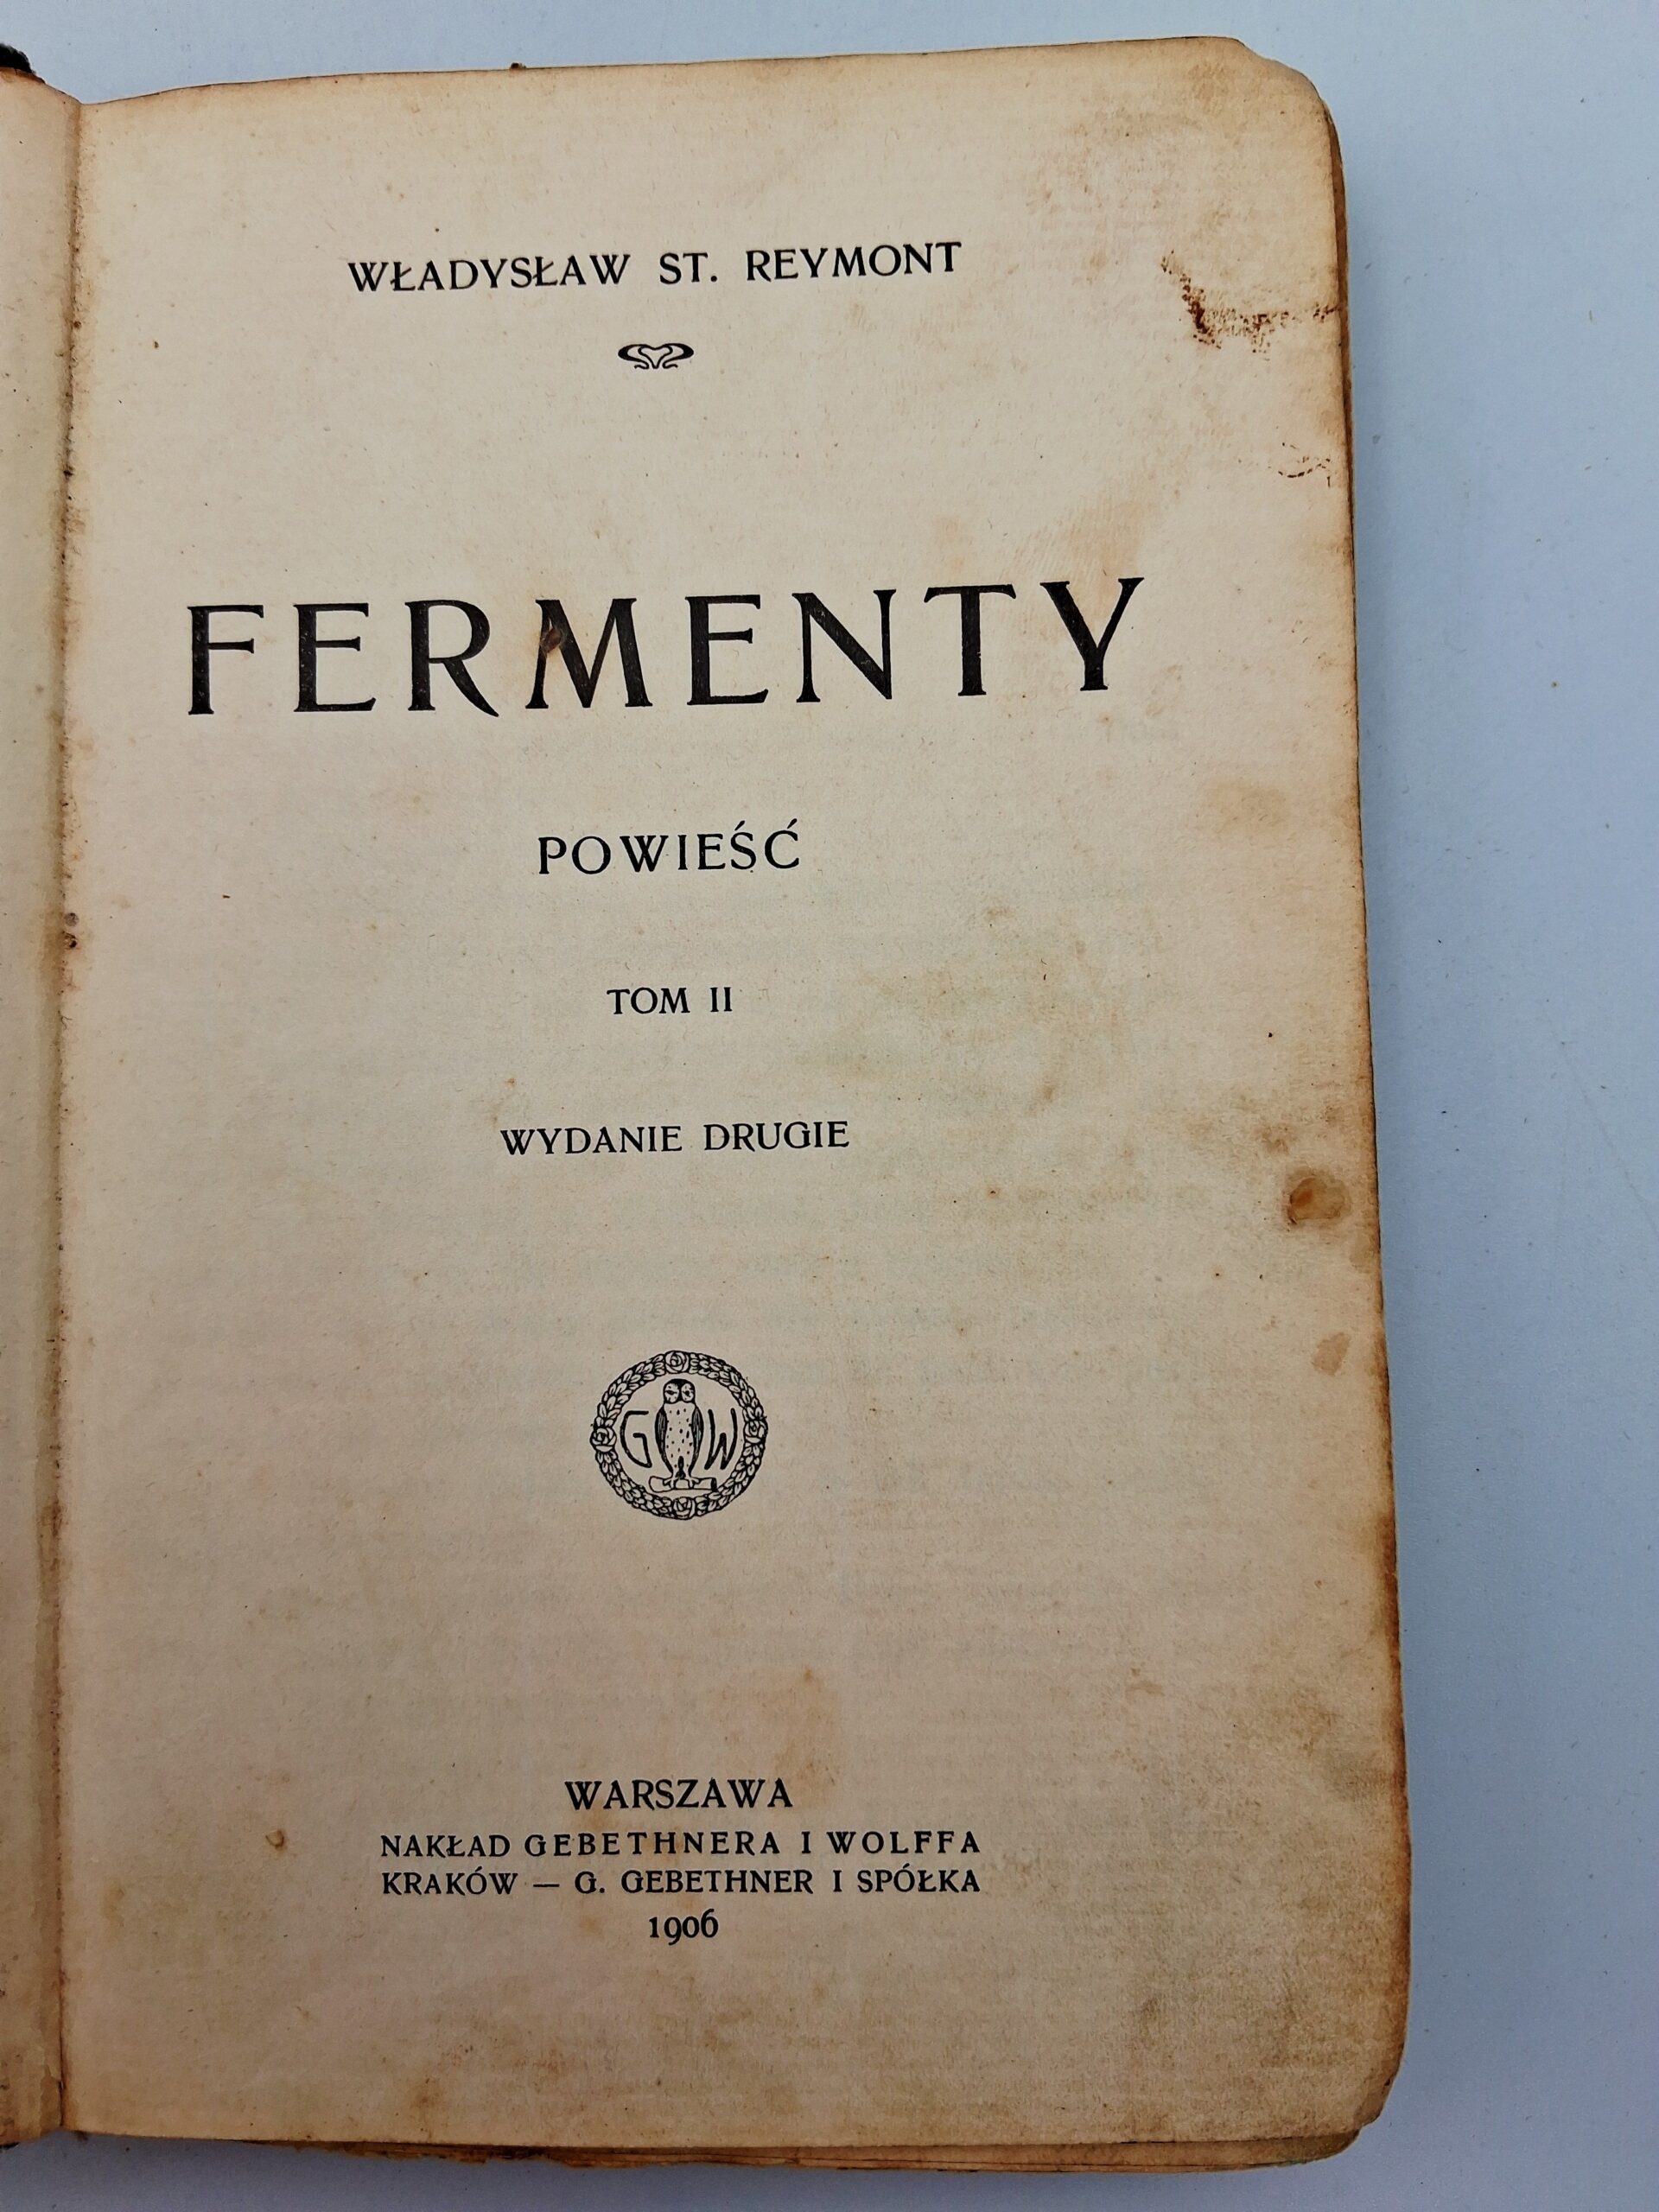 WŁADYSŁAW ST. REYMONT
FERMENTY
POWIEŚĆ
TOM II
WYDANIE DRUGIE
G W
WARSZAWA
NAKŁAD GEBETHNERA I WOLFFA
KRAKÓW — G. GEBETHNER I SPÓŁKA
1906